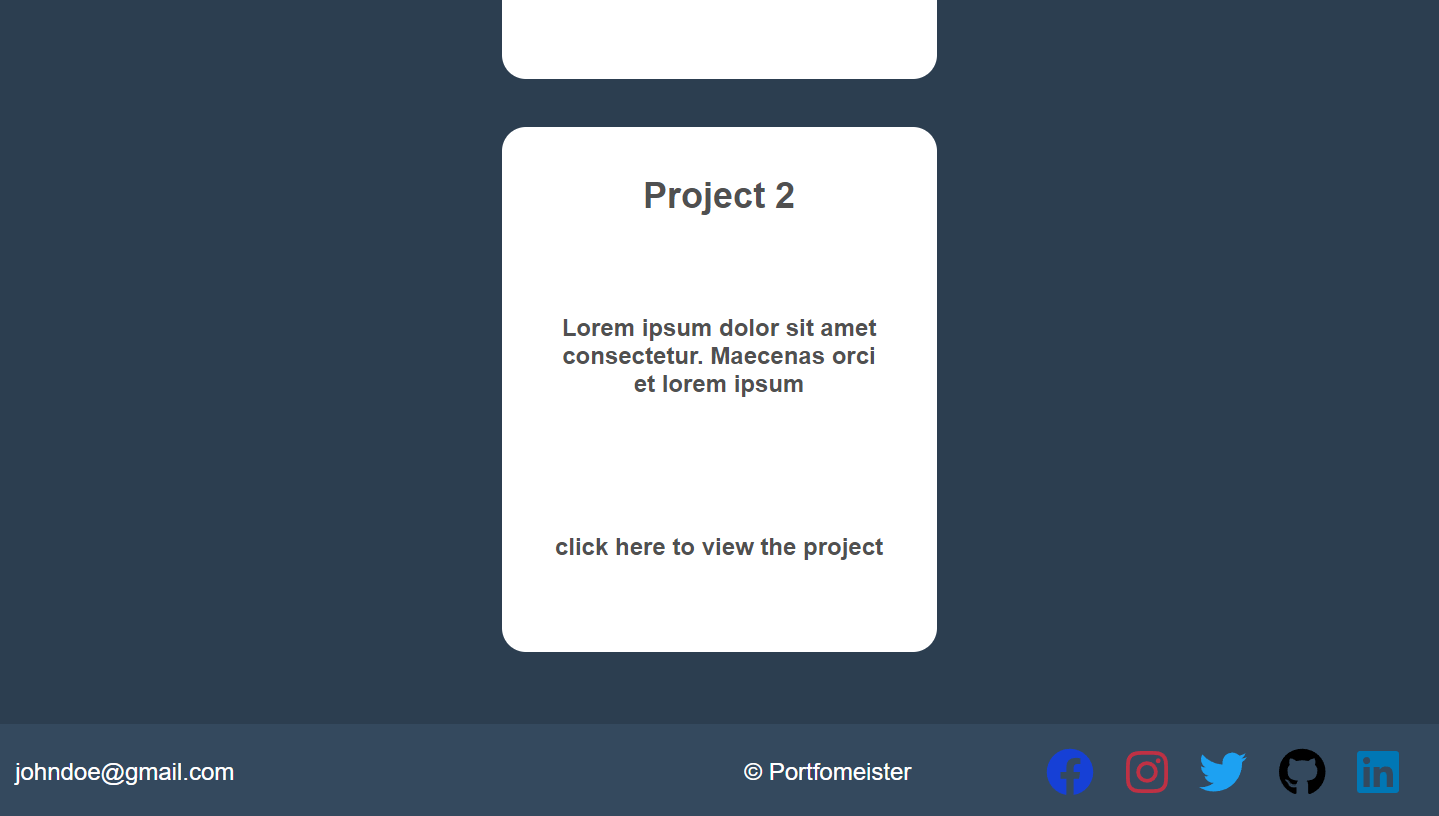 Project 2
Lorem ipsum dolor sit amet
consectetur. Maecenas orci
et lorem ipsum
click here to view the project
johndoe@gmail.com
© Portfomeister